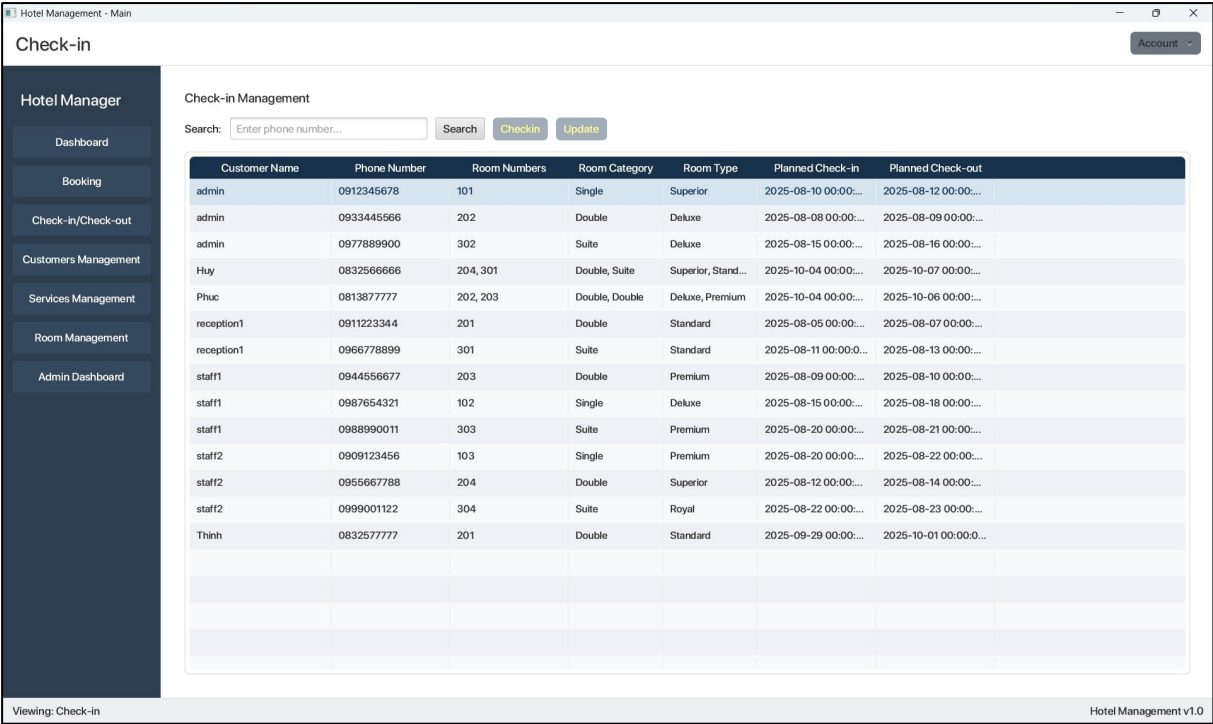 Hotel Management - Main
Check-in
Account
Hotel Manager
Dashboard
Booking
Check-in/Check-out
Customers Management
Services Management
Room Management
Admin Dashboard
Check-in Management
Search: Enter phone number... Search Checkin Update
Customer Name Phone Number Room Numbers Room Category Room Type Planned Check-in Planned Check-out
admin 0912345678 101 Single Superior 2025-08-10 00:00:... 2025-08-12 00:00:...
admin 0933445566 202 Double Deluxe 2025-08-08 00:00:... 2025-08-09 00:00:...
admin 0977889900 302 Suite Deluxe 2025-08-15 00:00:... 2025-08-16 00:00:...
Huy 0832566666 204, 301 Double, Suite Superior, Stand... 2025-10-04 00:00:... 2025-10-07 00:00:...
Phuc 0813877777 202, 203 Double, Double Deluxe, Premium 2025-10-04 00:00:... 2025-10-06 00:00:...
reception1 0911223344 201 Double Standard 2025-08-05 00:00:... 2025-08-07 00:00:...
reception1 0966778899 301 Suite Standard 2025-08-11 00:00:0... 2025-08-13 00:00:...
staff1 0944556677 203 Double Premium 2025-08-09 00:00:... 2025-08-10 00:00:...
staff1 0987654321 102 Single Deluxe 2025-08-15 00:00:... 2025-08-18 00:00:...
staff1 0988990011 303 Suite Premium 2025-08-20 00:00:... 2025-08-21 00:00:...
staff2 0909123456 103 Single Premium 2025-08-20 00:00:... 2025-08-22 00:00:...
staff2 0955667788 204 Double Superior 2025-08-12 00:00:... 2025-08-14 00:00:...
staff2 0999001122 304 Suite Royal 2025-08-22 00:00:... 2025-08-23 00:00:...
Thinh 0832577777 201 Double Standard 2025-09-29 00:00:... 2025-10-01 00:00:0...
Viewing: Check-in
Hotel Management v1.0